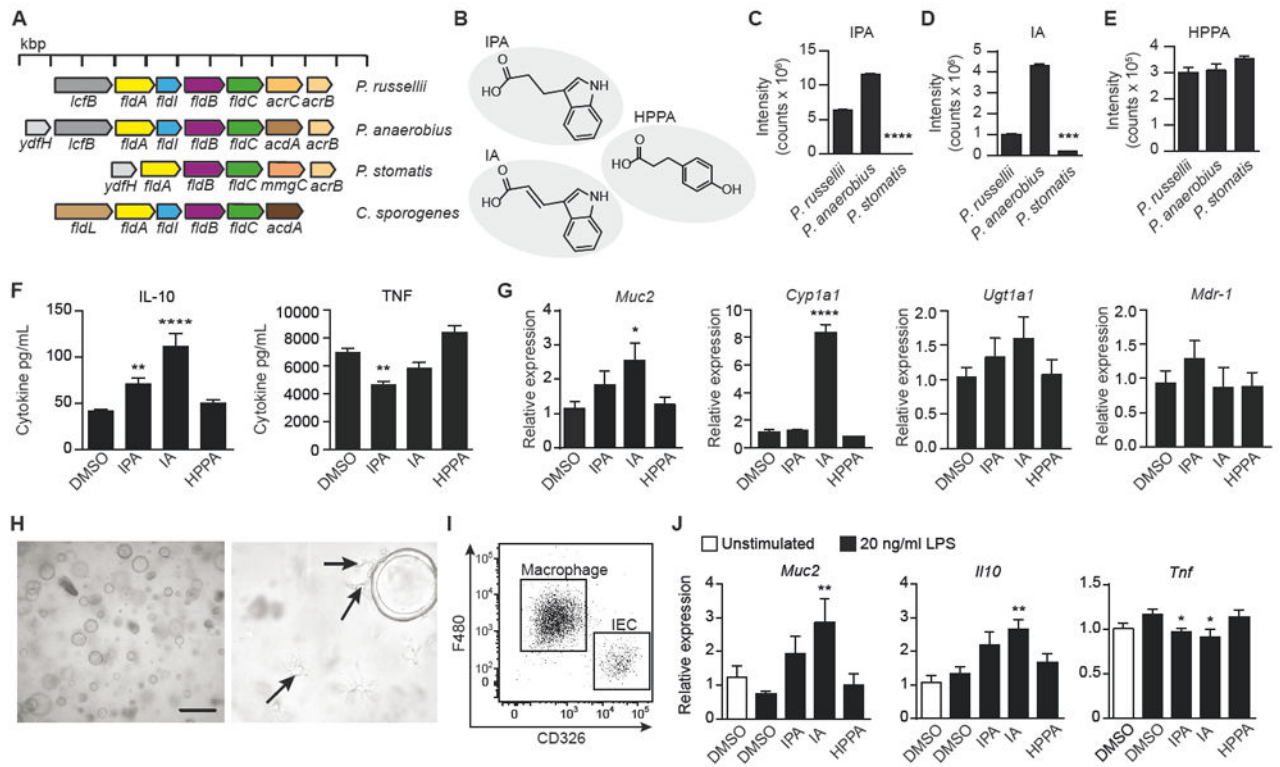 A
kbp
lcfB fldA fldI fldB fldC acrC acrB P. russellii
ydfH lcfB fldA fldI fldB fldC acdA acrB P. anaerobius
ydfH fldA fldB fldC mmgC acrB P. stomatis
fldL fldA fldI fldB fldC acdA C. sporogenes
B
IPA
O
HO
NH
HPPA
O
HO
OH
IA
O
HO
NH
C
IPA
Intensity
(counts x 10⁶)
15
10
5
0
****
P. russellii
P. anaerobius
P. stomatis
D
IA
Intensity
(counts x 10⁶)
5
4
3
2
1
0
***
P. russellii
P. anaerobius
P. stomatis
E
HPPA
Intensity
(counts x 10⁵)
4
3
2
1
0
P. russellii
P. anaerobius
P. stomatis
F
IL-10
Cytokine pg/mL
150
100
50
0
** ****
DMSO IPA IA HPPA
TNF
Cytokine pg/mL
10000
8000
6000
4000
2000
0
**
DMSO IPA IA HPPA
G
Muc2
Relative expression
4
3
2
1
0
*
DMSO IPA IA HPPA
Cyp1a1
Relative expression
10
8
6
4
2
0
****
DMSO IPA IA HPPA
Ugt1a1
Relative expression
2.0
1.5
1.0
1.5
0.0
DMSO IPA IA HPPA
Mdr-1
Relative expression
2.0
1.5
1.0
1.5
0.0
DMSO IPA IA HPPA
H
I
Macrophage
IEC
F480
10⁵
10⁴
10³
10²
0
0 10³ 10⁴ 10⁵
CD326
J
Unstimulated 20 ng/ml LPS
Muc2
Relative expression
4
3
2
1
0
**
DMSO DMSO IPA IA HPPA
Il10
4
3
2
1
0
**
DMSO DMSO IPA IA HPPA
Tnf
1.5
1.0
0.5
0
* *
DMSO DMSO IPA IA HPPA